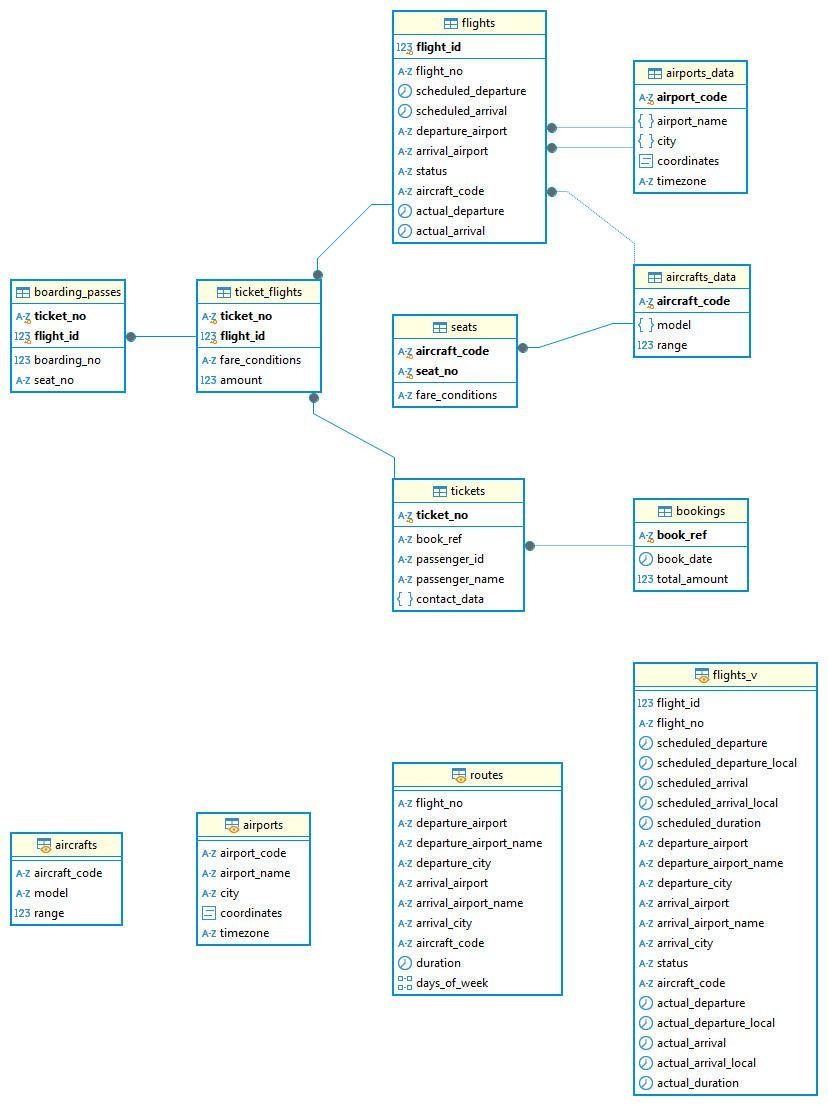 flights
123 flight_id
A-Z flight_no
scheduled_departure
scheduled_arrival
A-Z departure_airport
A-Z arrival_airport
A-Z status
A-Z aircraft_code
actual_departure
actual_arrival
airports_data
A-Z airport_code
{ } airport_name
{ } city
coordinates
A-Z timezone
boarding_passes
A-Z ticket_no
123 flight_id
123 boarding_no
A-Z seat_no
ticket_flights
A-Z ticket_no
123 flight_id
A-Z fare_conditions
123 amount
seats
A-Z aircraft_code
A-Z seat_no
A-Z fare_conditions
aircrafts_data
A-Z aircraft_code
{ } model
123 range
tickets
A-Z ticket_no
A-Z book_ref
A-Z passenger_id
A-Z passenger_name
{ } contact_data
bookings
A-Z book_ref
book_date
123 total_amount
aircrafts
A-Z aircraft_code
A-Z model
123 range
airports
A-Z airport_code
A-Z airport_name
A-Z city
coordinates
A-Z timezone
routes
A-Z flight_no
A-Z departure_airport
A-Z departure_airport_name
A-Z departure_city
A-Z arrival_airport
A-Z arrival_airport_name
A-Z arrival_city
A-Z aircraft_code
duration
days_of_week
flights_v
123 flight_id
A-Z flight_no
scheduled_departure
scheduled_departure_local
scheduled_arrival
scheduled_arrival_local
scheduled_duration
A-Z departure_airport
A-Z departure_airport_name
A-Z departure_city
A-Z arrival_airport
A-Z arrival_airport_name
A-Z arrival_city
A-Z status
A-Z aircraft_code
actual_departure
actual_departure_local
actual_arrival
actual_arrival_local
actual_duration